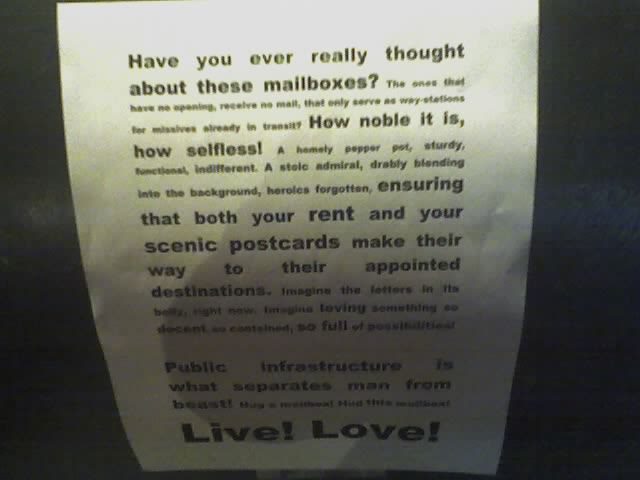 Have you ever really thought
about these mailboxes? The ones that
have no opening, receive no mail, that only serve as way-stations
for missives already in transit? How noble it is,
how selfless! A homely pepper pot, sturdy,
functional, indifferent. A stoic admiral, drably blending
into the background, heroics forgotten, ensuring
that both your rent and your
scenic postcards make their
way to their appointed
destinations. Imagine the letters in its
belly, right now. Imagine loving something so
decent, so contained, so full of possibilities!
Public infrastructure is
what separates man from
beast! Hug a mailbox! Hug this mailbox!
Live! Love!